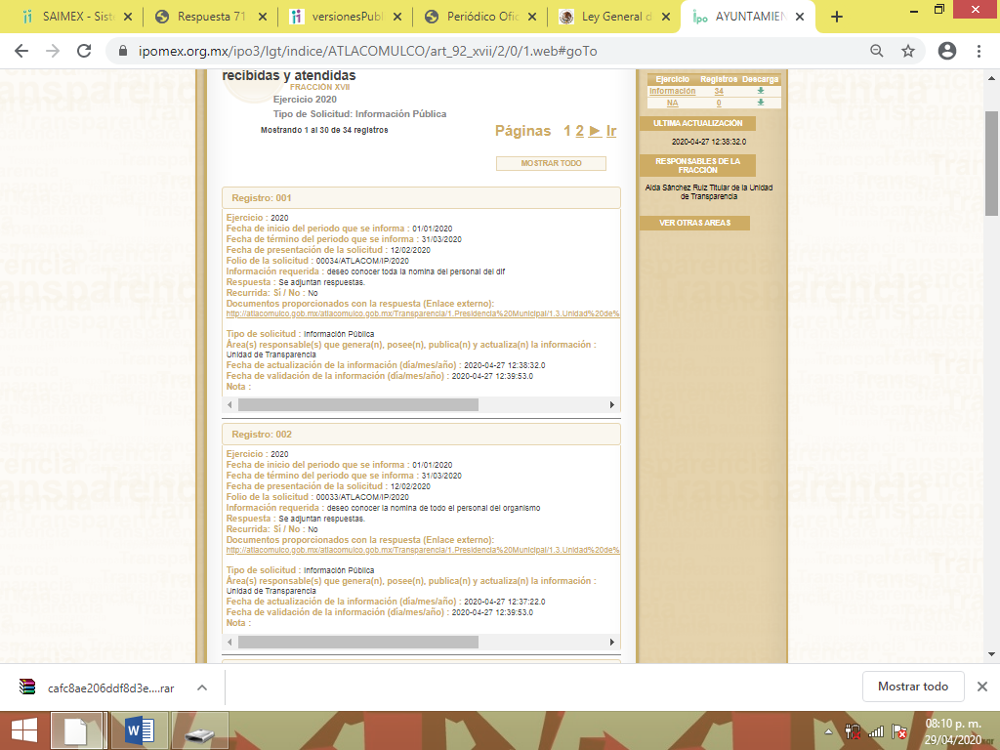 SAIMEX - Sist
Respuesta 71
versionesPubl
Periódico Ofic
Ley General d
AYUNTAMIEN
ipomex.org.mx/ipo3/lgt/indice/ATLACOMULCO/art_92_xvii/2/0/1.web#goTo
recibidas y atendidas
FRACCIÓN XVII
Ejercicio 2020
Tipo de Solicitud: Información Pública
Mostrando 1 al 30 de 34 registros
Páginas 1 2 ► Ir
MOSTRAR TODO
Registro: 001
Ejercicio : 2020
Fecha de inicio del periodo que se informa : 01/01/2020
Fecha de término del periodo que se informa : 31/03/2020
Fecha de presentación de la solicitud : 12/02/2020
Folio de la solicitud : 00034/ATLACOM/IP/2020
Información requerida : deseo conocer toda la nomina del personal del dif
Respuesta : Se adjuntan respuestas.
Recurrida: Sí / No : No
Documentos proporcionados con la respuesta (Enlace externo):
http://atlacomulco.gob.mx/atlacomulco.gob.mx/Transparencia/1.Presidencia%20Municipal/1.3.Unidad%20de%
Tipo de solicitud : Información Pública
Área(s) responsable(s) que genera(n), posee(n), publica(n) y actualiza(n) la información :
Unidad de Transparencia
Fecha de actualización de la información (día/mes/año) : 2020-04-27 12:38:32.0
Fecha de validación de la información (día/mes/año) : 2020-04-27 12:39:53.0
Nota :
Registro: 002
Ejercicio : 2020
Fecha de inicio del periodo que se informa : 01/01/2020
Fecha de término del periodo que se informa : 31/03/2020
Fecha de presentación de la solicitud : 12/02/2020
Folio de la solicitud : 00033/ATLACOM/IP/2020
Información requerida : deseo conocer la nomina de todo el personal del organismo
Respuesta : Se adjuntan respuestas.
Recurrida: Sí / No : No
Documentos proporcionados con la respuesta (Enlace externo):
http://atlacomulco.gob.mx/atlacomulco.gob.mx/Transparencia/1.Presidencia%20Municipal/1.3.Unidad%20de%
Tipo de solicitud : Información Pública
Área(s) responsable(s) que genera(n), posee(n), publica(n) y actualiza(n) la información :
Unidad de Transparencia
Fecha de actualización de la información (día/mes/año) : 2020-04-27 12:37:22.0
Fecha de validación de la información (día/mes/año) : 2020-04-27 12:39:53.0
Nota :
Ejercicio Registros Descarga
Información 34
NA 0
ULTIMA ACTUALIZACIÓN
2020-04-27 12:38:32.0
RESPONSABLES DE LA
FRACCIÓN
Aida Sánchez Ruiz Titular de la Unidad
de Transparencia
VER OTRAS AREAS
cafc8ae206ddf8d3e....rar
Mostrar todo
08:10 p. m.
29/04/2020